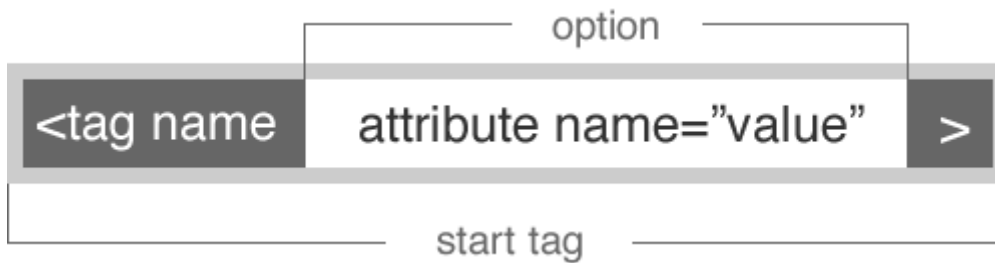 option
<tag name attribute name=”value” >
start tag